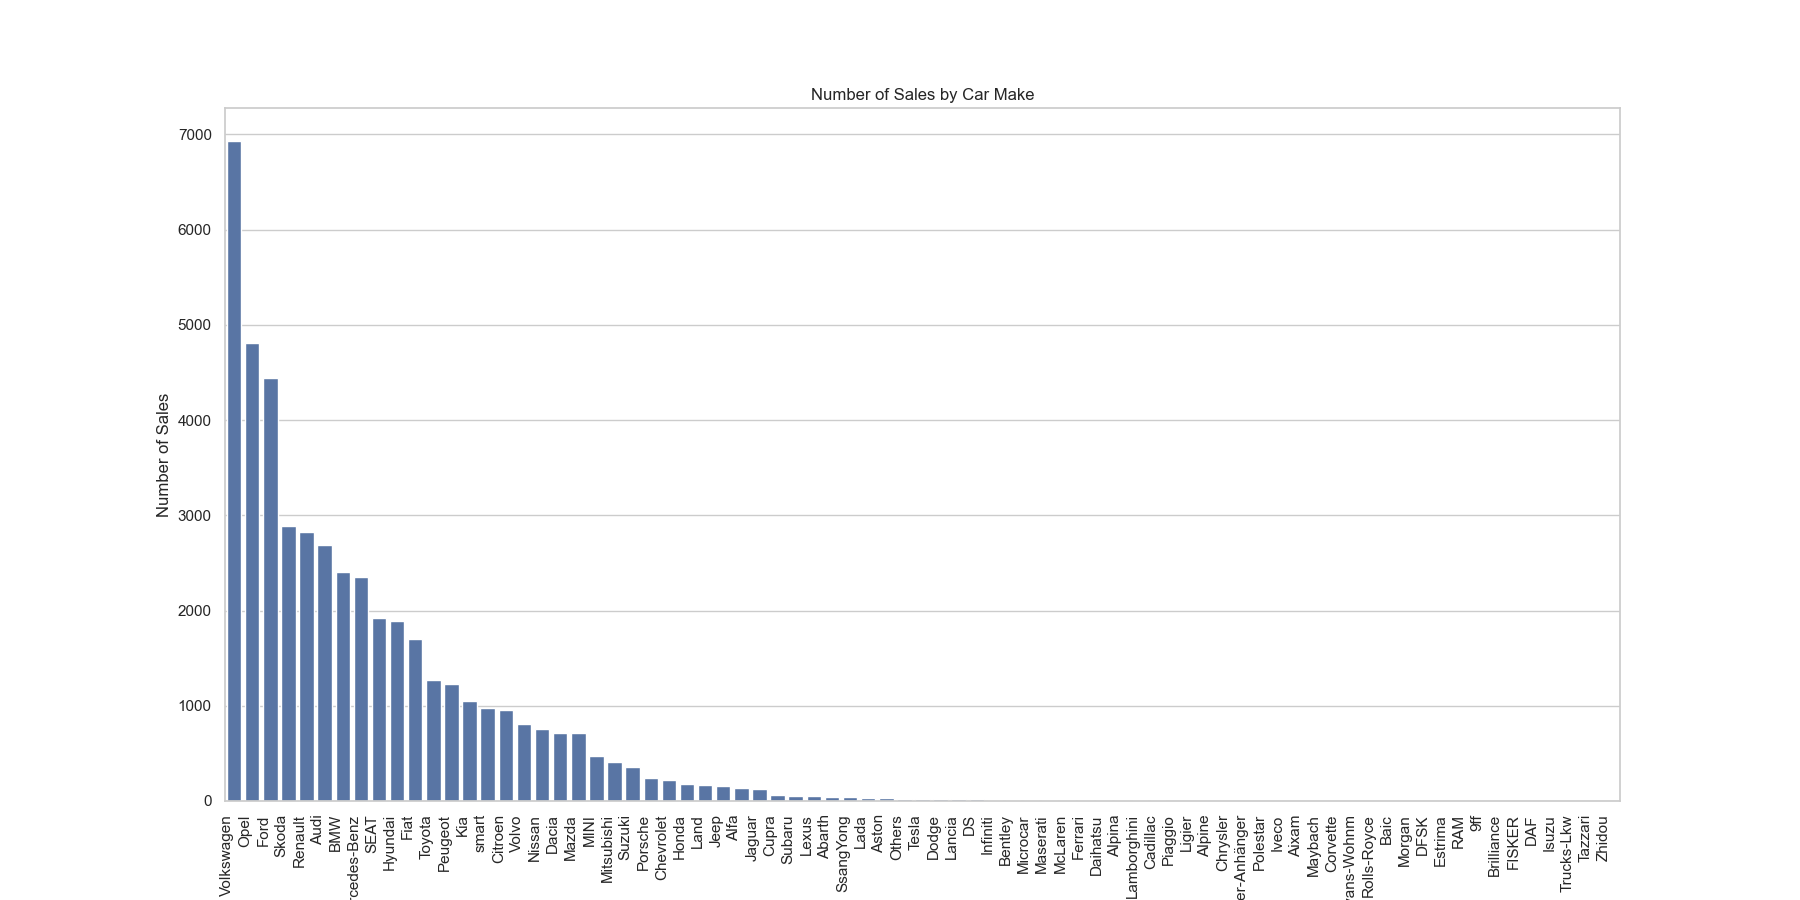 Number of Sales by Car Make
Number of Sales
7000
6000
5000
4000
3000
2000
1000
0
Volkswagen
Opel
Ford
Skoda
Renault
Audi
BMW
rcedes-Benz
SEAT
Hyundai
Fiat
Toyota
Peugeot
Kia
smart
Citroen
Volvo
Nissan
Dacia
Mazda
MINI
Mitsubishi
Suzuki
Porsche
Chevrolet
Honda
Land
Jeep
Alfa
Jaguar
Cupra
Subaru
Lexus
Abarth
SsangYong
Lada
Aston
Others
Tesla
Dodge
Lancia
DS
Infiniti
Bentley
Microcar
Maserati
McLaren
Ferrari
Daihatsu
Alpina
Lamborghini
Cadillac
Piaggio
Ligier
Alpine
Chrysler
er-Anhänger
Polestar
Iveco
Aixam
Maybach
Corvette
ans-Wohnm
Rolls-Royce
Baic
Morgan
DFSK
Estrima
RAM
9ff
Brilliance
FISKER
DAF
Isuzu
Trucks-Lkw
Tazzari
Zhidou